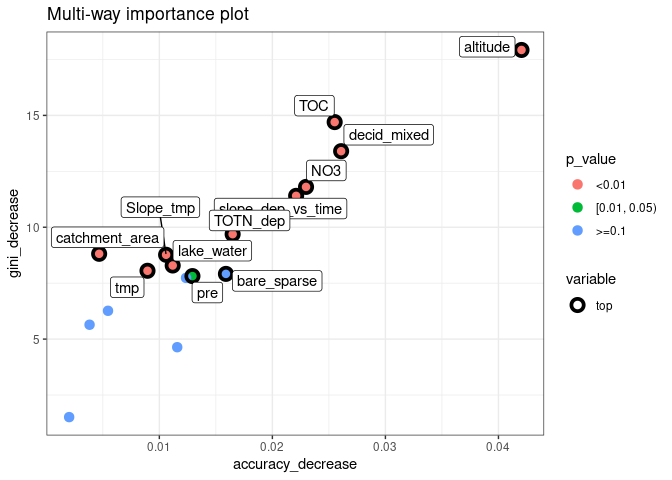 Multi-way importance plot
altitude
TOC
decid_mixed
NO3
slope_dep_vs_time
Slope_tmp
TOTN_dep
catchment_area
lake_water
tmp
pre
bare_sparse
15
10
5
gini_decrease
0.01
0.02
0.03
0.04
accuracy_decrease
p_value
<0.01
[0.01, 0.05)
>=0.1
variable
top